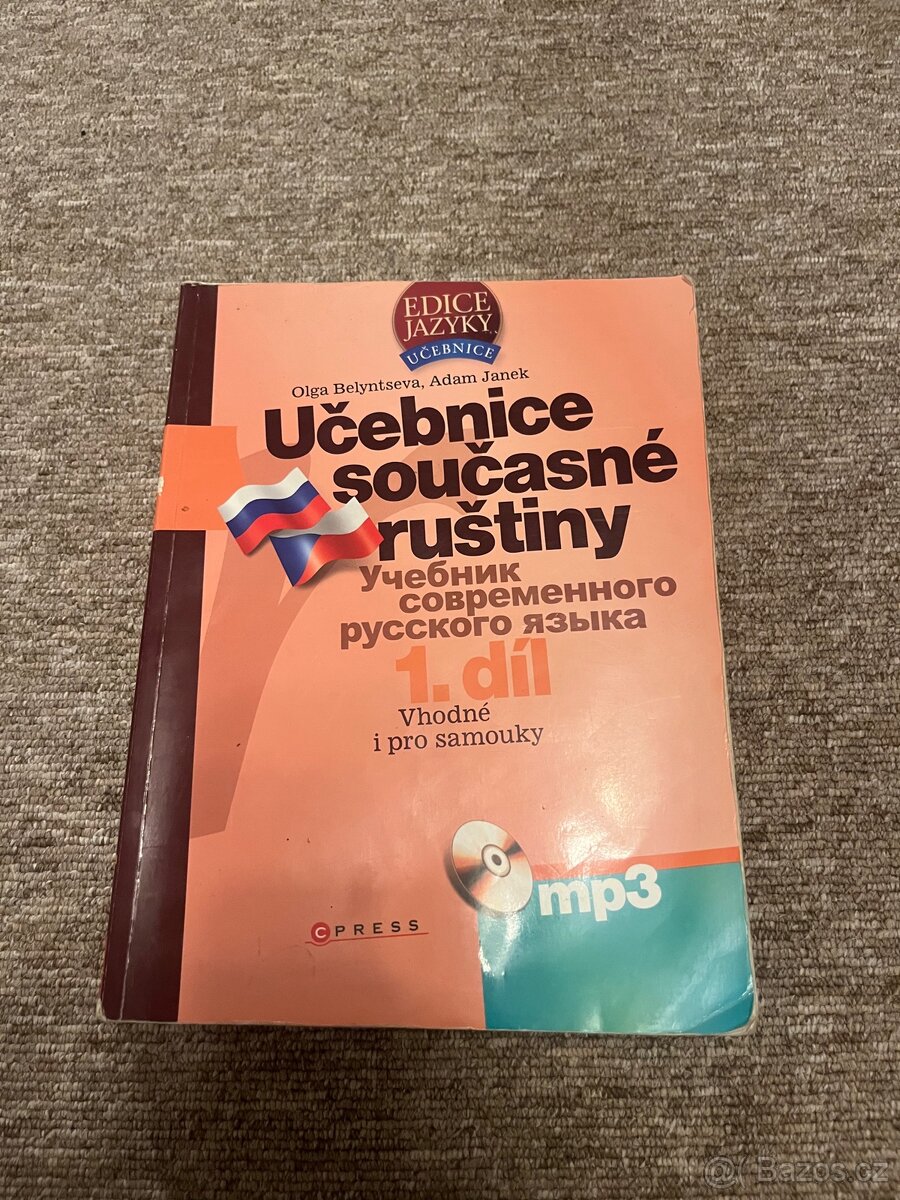 EDICE
JAZYKY
UČEBNICE
Olga Belyntseva, Adam Janek
Učebnice
současné
ruštiny
Учебник
современного
русского языка
1. díl
Vhodné
i pro samouky
mp3
CPRESS
@ Bazos.cz